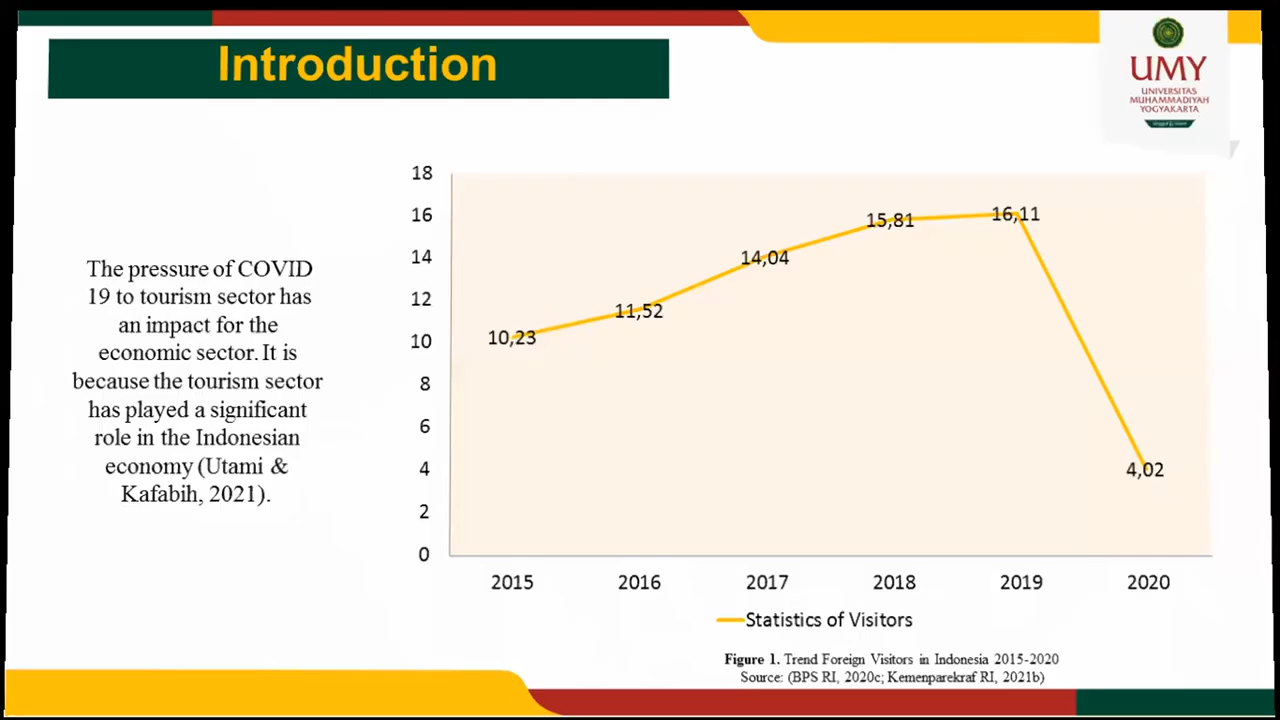 Introduction
UMY
UNIVERSITAS
MUHAMMADIYAH
YOGYAKARTA
The pressure of COVID
19 to tourism sector has
an impact for the
economic sector. It is
because the tourism sector
has played a significant
role in the Indonesian
economy (Utami &
Kafabih, 2021).
18
16
14
12
10
8
6
4
2
0
10,23
11,52
14,04
15,81
16,11
4,02
2015
2016
2017
2018
2019
2020
Statistics of Visitors
Figure 1. Trend Foreign Visitors in Indonesia 2015-2020
Source: (BPS RI, 2020c; Kemenparekraf RI, 2021b)